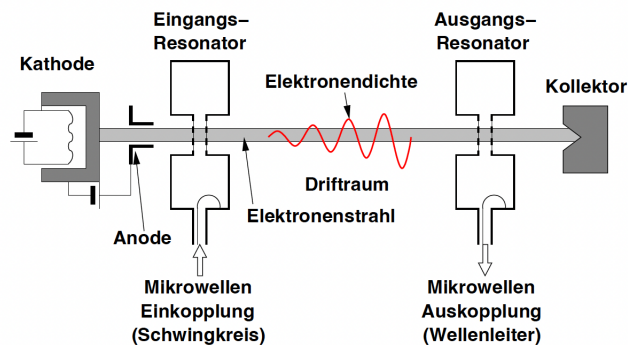 Eingangs–
Resonator
Ausgangs–
Resonator
Kathode
Elektronendichte
Kollektor
Driftraum
Elektronenstrahl
Anode
Mikrowellen
Einkopplung
(Schwingkreis)
Mikrowellen
Auskopplung
(Wellenleiter)